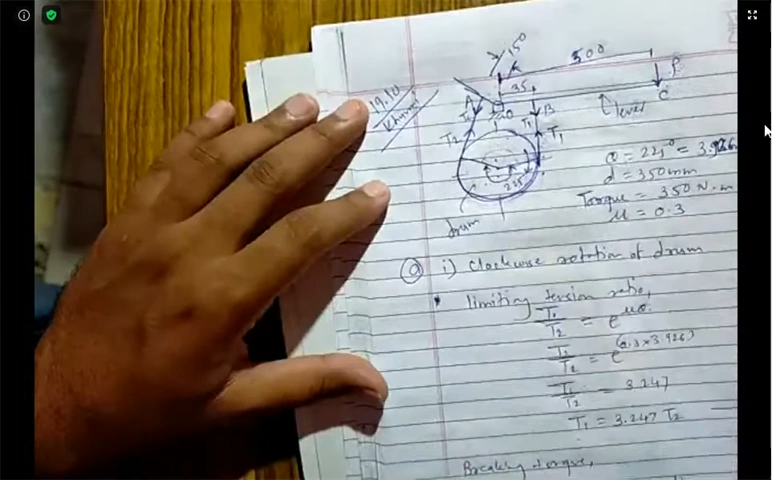 19.10
Khurmi
15°
500
35
P
A
B
C
T1
T1
T2
lever
225°
drum
θ = 225° = 3.926
d = 350mm
Torque = 350 N.m
μ = 0.3
a i) Clockwise rotation of drum
limiting tension ratio,
T1/T2 = e^μθ
T1/T2 = e^(0.3×3.926)
T1/T2 = 3.247
T1 = 3.247 T2
Breaking torque,